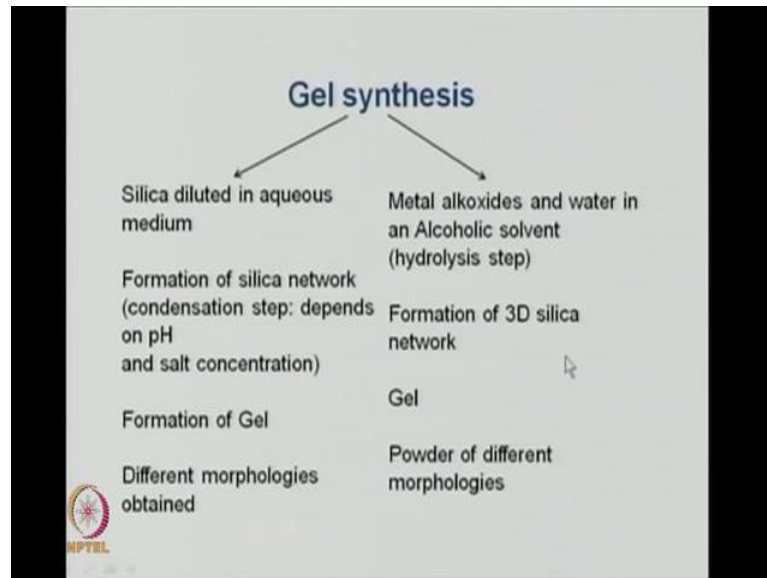 Gel synthesis
Silica diluted in aqueous
medium
Formation of silica network
(condensation step: depends
on pH
and salt concentration)
Formation of Gel
Different morphologies
obtained
Metal alkoxides and water in
an Alcoholic solvent
(hydrolysis step)
Formation of 3D silica
network
Gel
Powder of different
morphologies
NPTEL